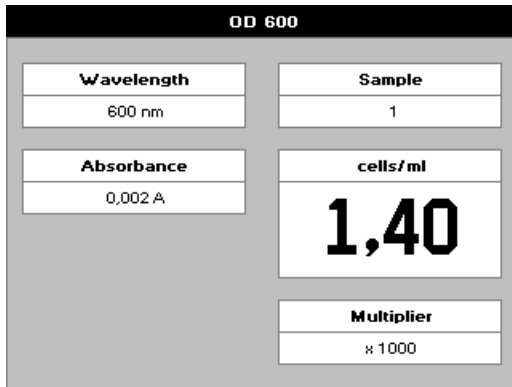 OD 600
Wavelength
600 nm
Sample
1
Absorbance
0,002 A
cells/ml
1,40
Multiplier
x 1000